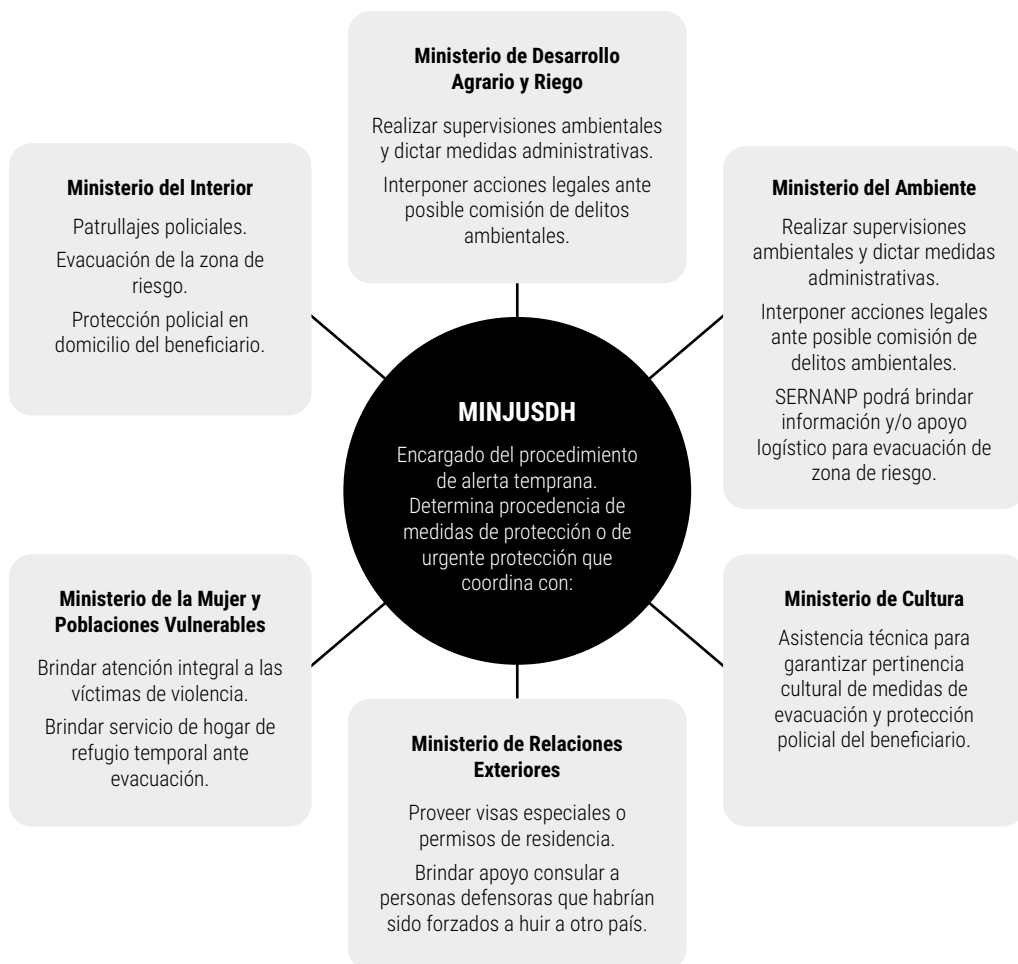 Ministerio de Desarrollo
Agrario y Riego
Realizar supervisiones ambientales
y dictar medidas administrativas.
Interponer acciones legales ante
posible comisión de delitos
ambientales.
Ministerio del Interior
Patrullajes policiales.
Evacuación de la zona de
riesgo.
Protección policial en
domicilio del beneficiario.
Ministerio del Ambiente
Realizar supervisiones
ambientales y dictar medidas
administrativas.
Interponer acciones legales
ante posible comisión de
delitos ambientales.
SERNANP podrá brindar
información y/o apoyo
logístico para evacuación de
zona de riesgo.
MINJUSDH
Encargado del procedimiento
de alerta temprana.
Determina procedencia de
medidas de protección o de
urgente protección que
coordina con:
Ministerio de la Mujer y
Poblaciones Vulnerables
Brindar atención integral a las
víctimas de violencia.
Brindar servicio de hogar de
refugio temporal ante
evacuación.
Ministerio de Cultura
Asistencia técnica para
garantizar pertinencia
cultural de medidas de
evacuación y protección
policial del beneficiario.
Ministerio de Relaciones
Exteriores
Proveer visas especiales o
permisos de residencia.
Brindar apoyo consular a
personas defensoras que habrían
sido forzados a huir a otro país.